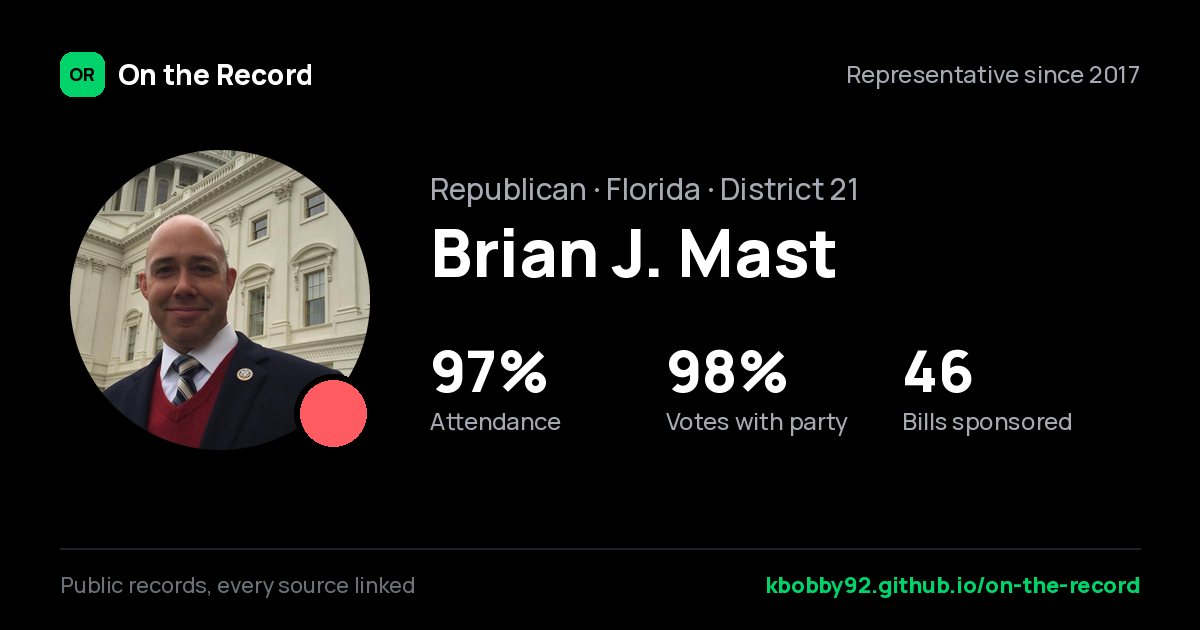 OR On the Record
Representative since 2017
Republican · Florida · District 21
Brian J. Mast
97% 98% 46
Attendance Votes with party Bills sponsored
Public records, every source linked
kbobby92.github.io/on-the-record